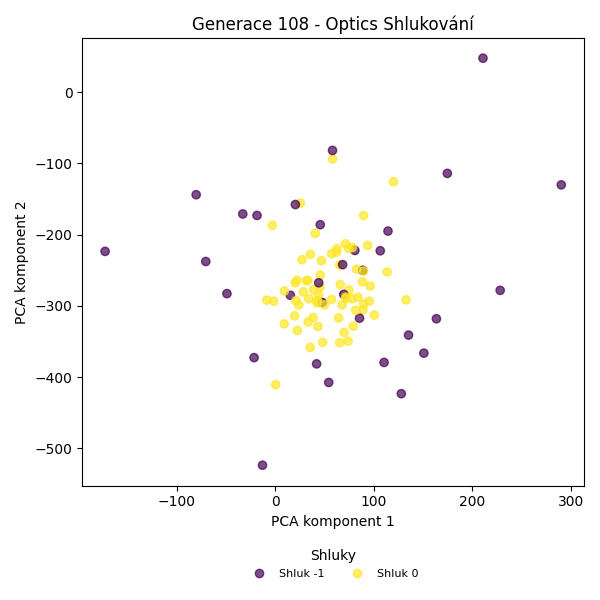 Generace 108 - Optics Shlukování
PCA komponent 2
0
−100
−200
−300
−400
−500
−100
0
100
200
300
PCA komponent 1
Shluky
Shluk -1
Shluk 0